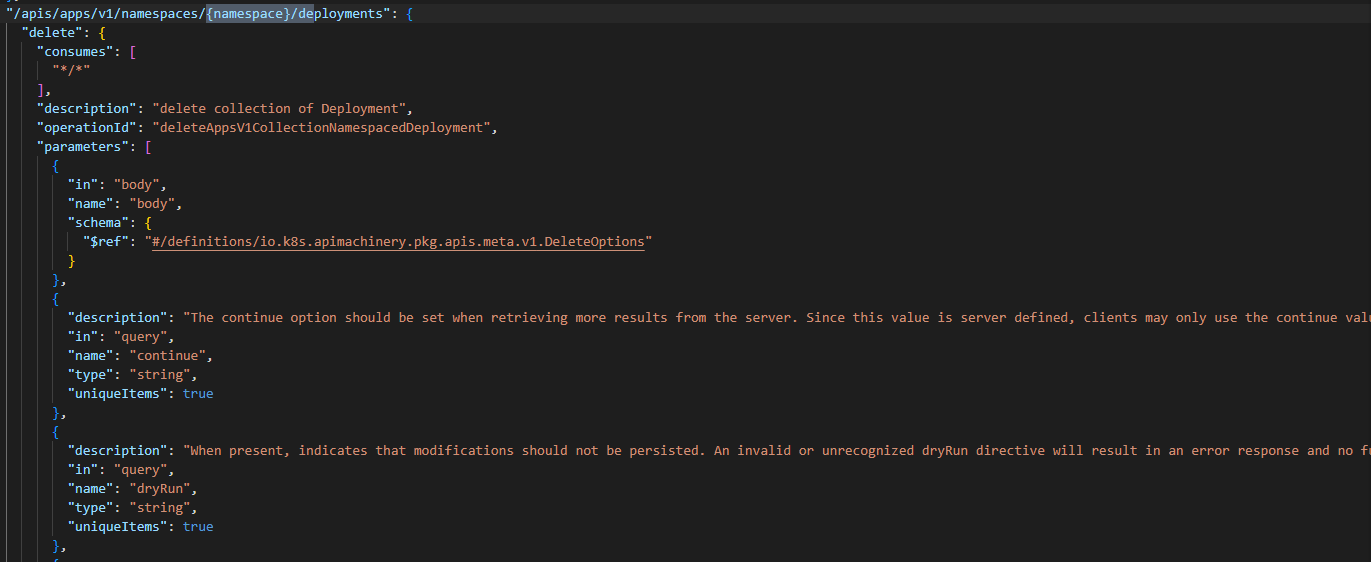 "/apis/apps/v1/namespaces/{namespace}/deployments": {
"delete": {
"consumes": [
"*/*"
],
"description": "delete collection of Deployment",
"operationId": "deleteAppsV1CollectionNamespacedDeployment",
"parameters": [
{
"in": "body",
"name": "body",
"schema": {
"$ref": "#/definitions/io.k8s.apimachinery.pkg.apis.meta.v1.DeleteOptions"
}
},
{
"description": "The continue option should be set when retrieving more results from the server. Since this value is server defined, clients may only use the continue valu
"in": "query",
"name": "continue",
"type": "string",
"uniqueItems": true
},
{
"description": "When present, indicates that modifications should not be persisted. An invalid or unrecognized dryRun directive will result in an error response and no fu
"in": "query",
"name": "dryRun",
"type": "string",
"uniqueItems": true
},